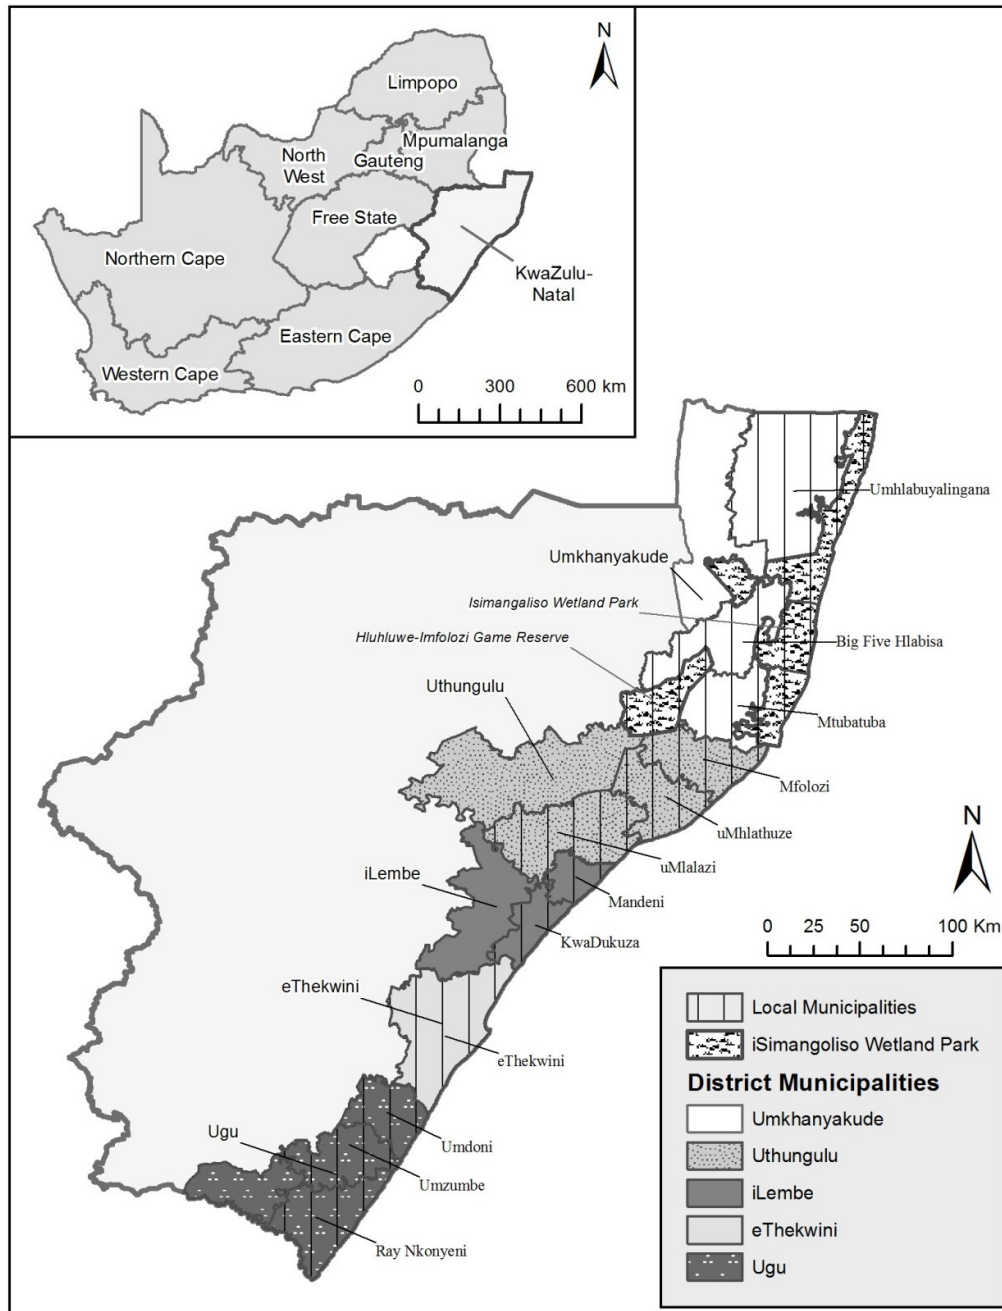 N
Limpopo
Mpumalanga
North
West
Gauteng
Free State
Northern Cape
KwaZulu-
Natal
Eastern Cape
Western Cape
0 300 600 km
Umhlabuyalingana
Umkhanyakude
Isimangaliso Wetland Park
Hluhluwe-Imfolozi Game Reserve
Big Five Hlabisa
Uthungulu
Mtubatuba
Mfolozi
uMhlathuze
uMlalazi
iLembe
Mandeni
KwaDukuza
N
0 25 50 100 Km
eThekwini
eThekwini
Ugu
Umdoni
Umzumbe
Ray Nkonyeni
Local Municipalities
iSimangoliso Wetland Park
District Municipalities
Umkhanyakude
Uthungulu
iLembe
eThekwini
Ugu